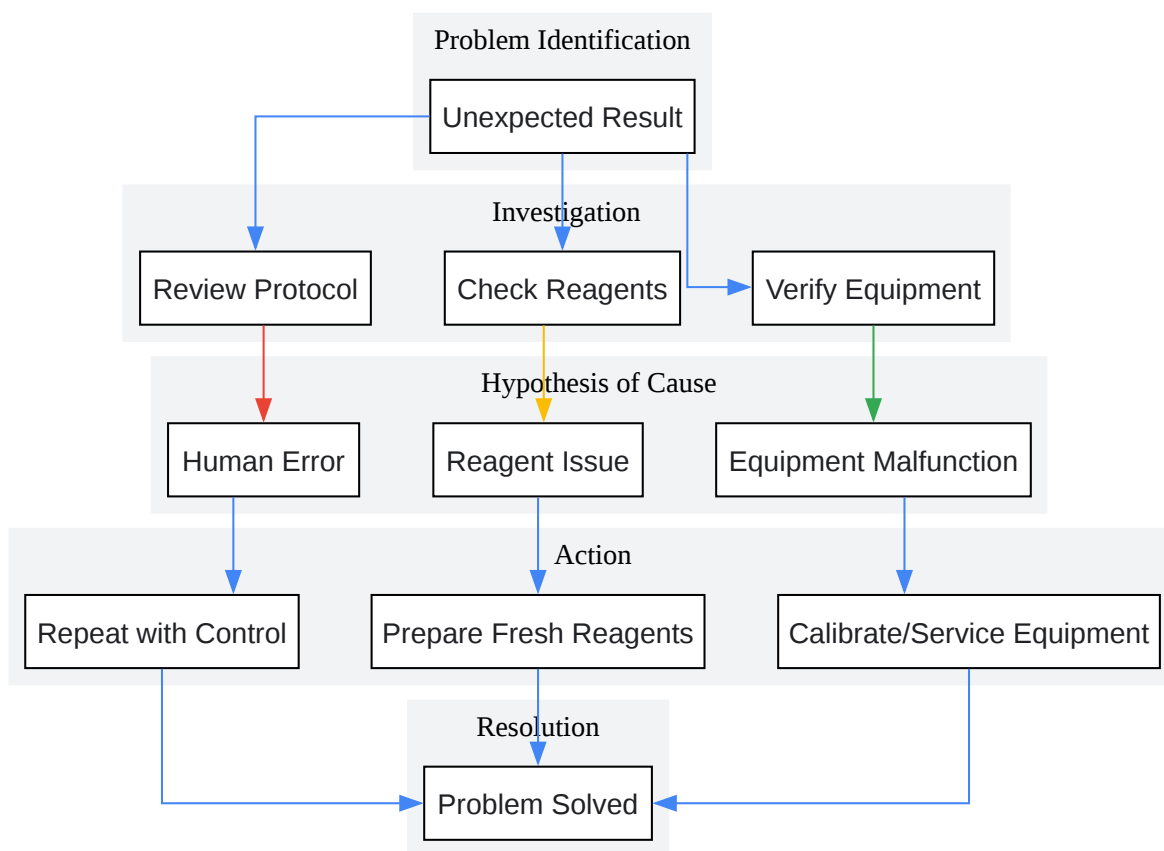 Problem Identification
Unexpected Result
Investigation
Review Protocol
Check Reagents
Verify Equipment
Hypothesis of Cause
Human Error
Reagent Issue
Equipment Malfunction
Action
Repeat with Control
Prepare Fresh Reagents
Calibrate/Service Equipment
Resolution
Problem Solved